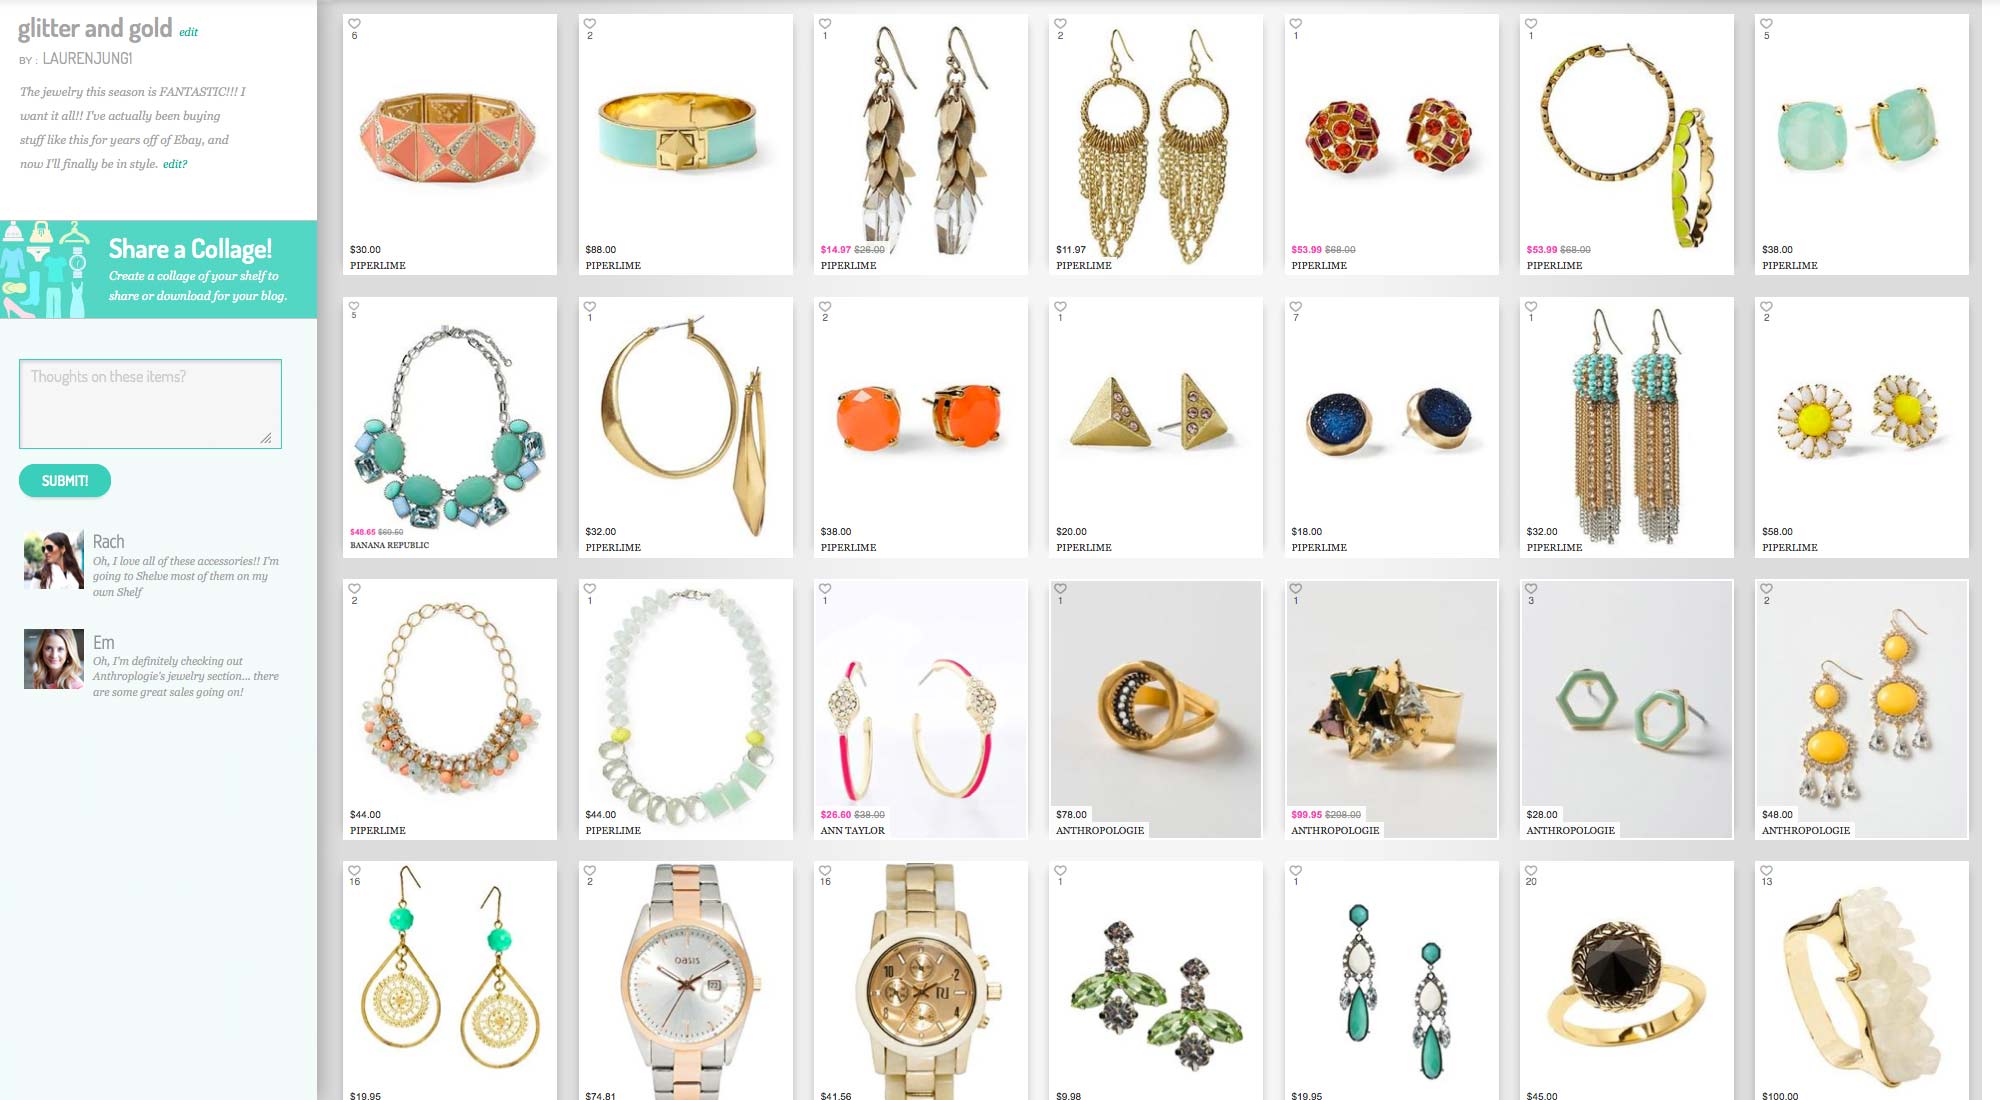 glitter and gold edit
BY : LAURENJUNG1
The jewelry this season is FANTASTIC!!! I
want it all!! I've actually been buying
stuff like this for years off of Ebay, and
now I'll finally be in style. edit?
Share a Collage!
Create a collage of your shelf to
share or download for your blog.
Thoughts on these items?
SUBMIT!
Rach
Oh, I love all of these accessories!! I'm
going to Shelve most of them on my
own Shelf
Em
Oh, I'm definitely checking out
Anthroplogie's jewelry section... there
are some great sales going on!
6
$30.00
PIPERLIME
2
$88.00
PIPERLIME
1
$14.97 $26.00
PIPERLIME
2
$11.97
PIPERLIME
1
$53.99 $68.00
PIPERLIME
1
$53.99 $68.00
PIPERLIME
5
$38.00
PIPERLIME
5
$48.65 $69.50
BANANA REPUBLIC
1
$32.00
PIPERLIME
2
$38.00
PIPERLIME
1
$20.00
PIPERLIME
7
$18.00
PIPERLIME
1
$32.00
PIPERLIME
2
$58.00
PIPERLIME
2
$44.00
PIPERLIME
1
$44.00
PIPERLIME
1
$26.60 $38.00
ANN TAYLOR
1
$78.00
ANTHROPOLOGIE
1
$99.95 $298.00
ANTHROPOLOGIE
3
$28.00
ANTHROPOLOGIE
2
$48.00
ANTHROPOLOGIE
16
$19.95
2
oasis
22
$74.81
16
10
2
8
4
RI
$41.56
1
$9.98
1
$19.95
20
$45.00
13
$100.00